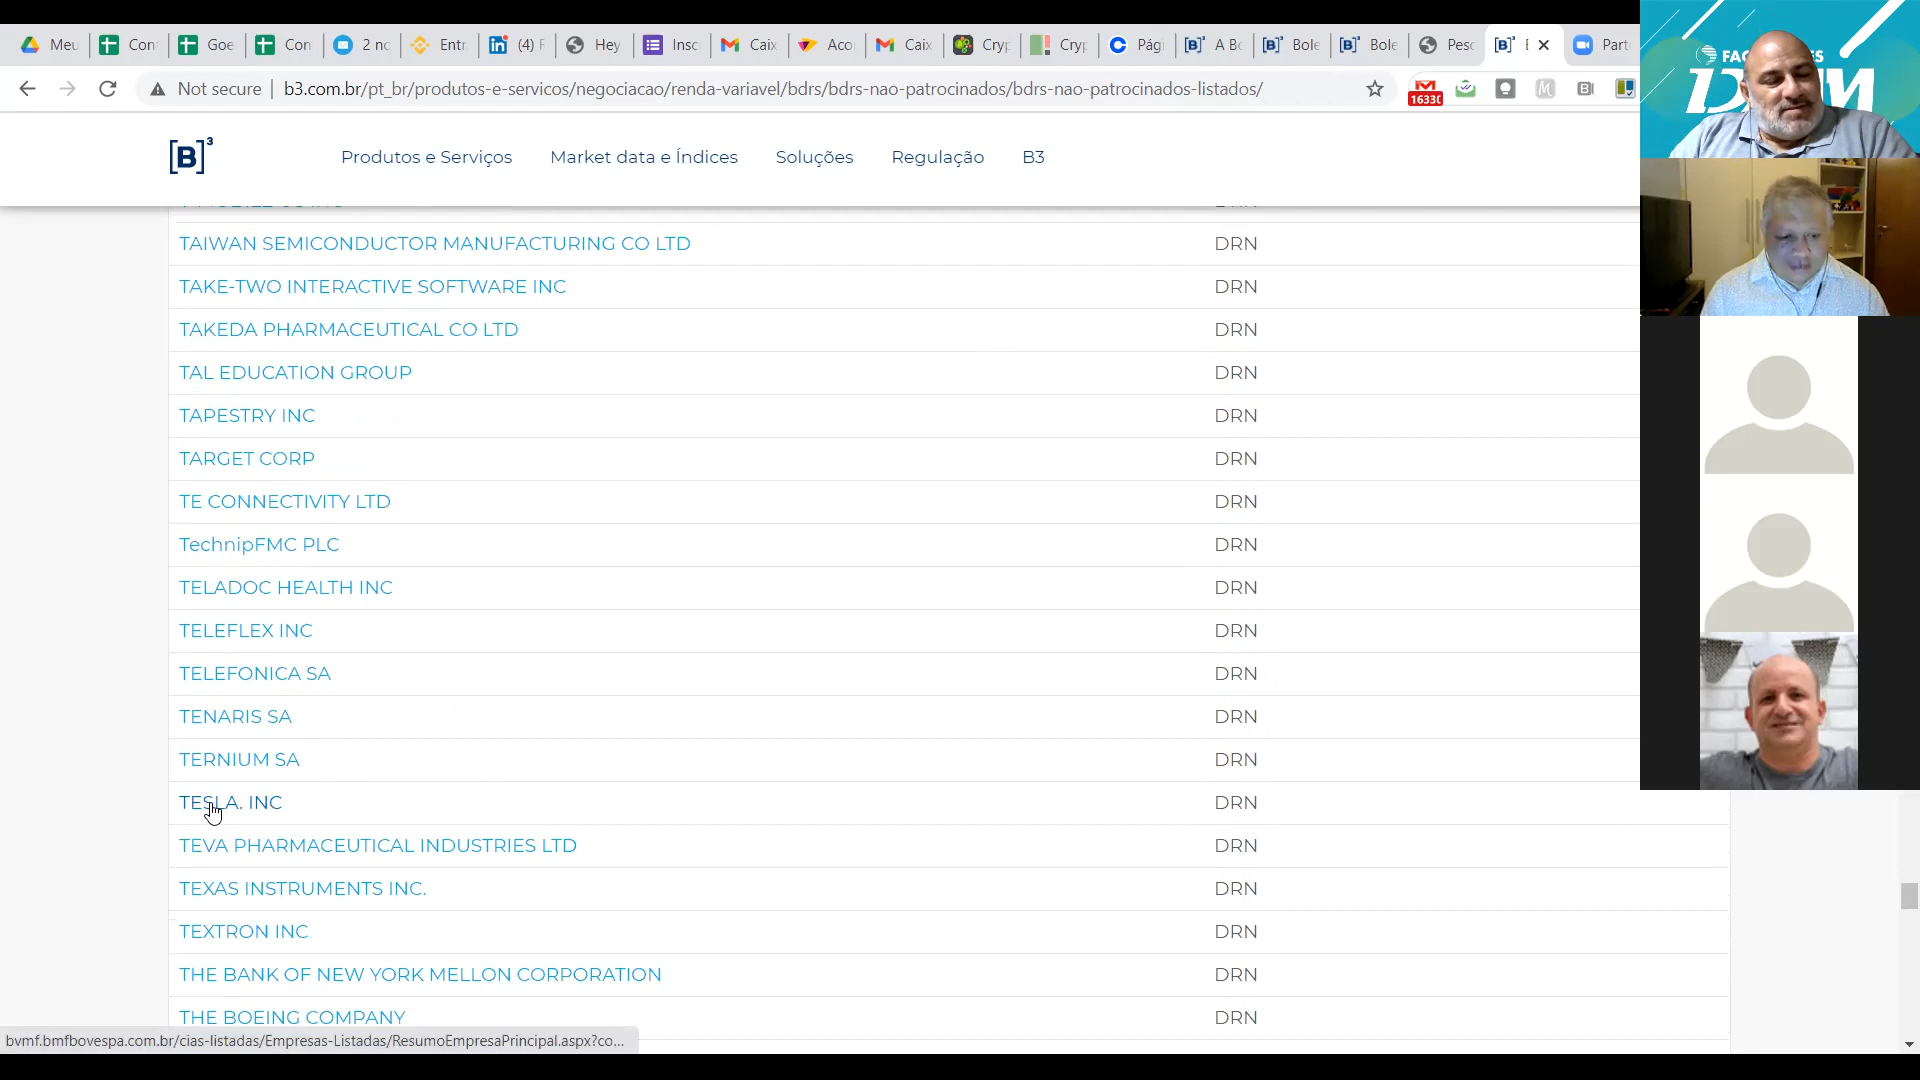 Meu
Con
Goe
Con
2 no
Entr
(4) F
Hey
Insc
Caix
Aco
Caix
Cryp
Cryp
Pági
A Bo
Bole
Bole
Pesc
Part
Not secure
b3.com.br/pt_br/produtos-e-servicos/negociacao/renda-variavel/bdrs/bdrs-nao-patrocinados/bdrs-nao-patrocinados-listados/
16330
[B]³
Produtos e Serviços
Market data e Índices
Soluções
Regulação
B3
TAIWAN SEMICONDUCTOR MANUFACTURING CO LTD DRN
TAKE-TWO INTERACTIVE SOFTWARE INC DRN
TAKEDA PHARMACEUTICAL CO LTD DRN
TAL EDUCATION GROUP DRN
TAPESTRY INC DRN
TARGET CORP DRN
TE CONNECTIVITY LTD DRN
TechnipFMC PLC DRN
TELADOC HEALTH INC DRN
TELEFLEX INC DRN
TELEFONICA SA DRN
TENARIS SA DRN
TERNIUM SA DRN
TESLA. INC DRN
TEVA PHARMACEUTICAL INDUSTRIES LTD DRN
TEXAS INSTRUMENTS INC. DRN
TEXTRON INC DRN
THE BANK OF NEW YORK MELLON CORPORATION DRN
THE BOEING COMPANY DRN
bvmf.bmfbovespa.com.br/cias-listadas/Empresas-Listadas/ResumoEmpresaPrincipal.aspx?co...